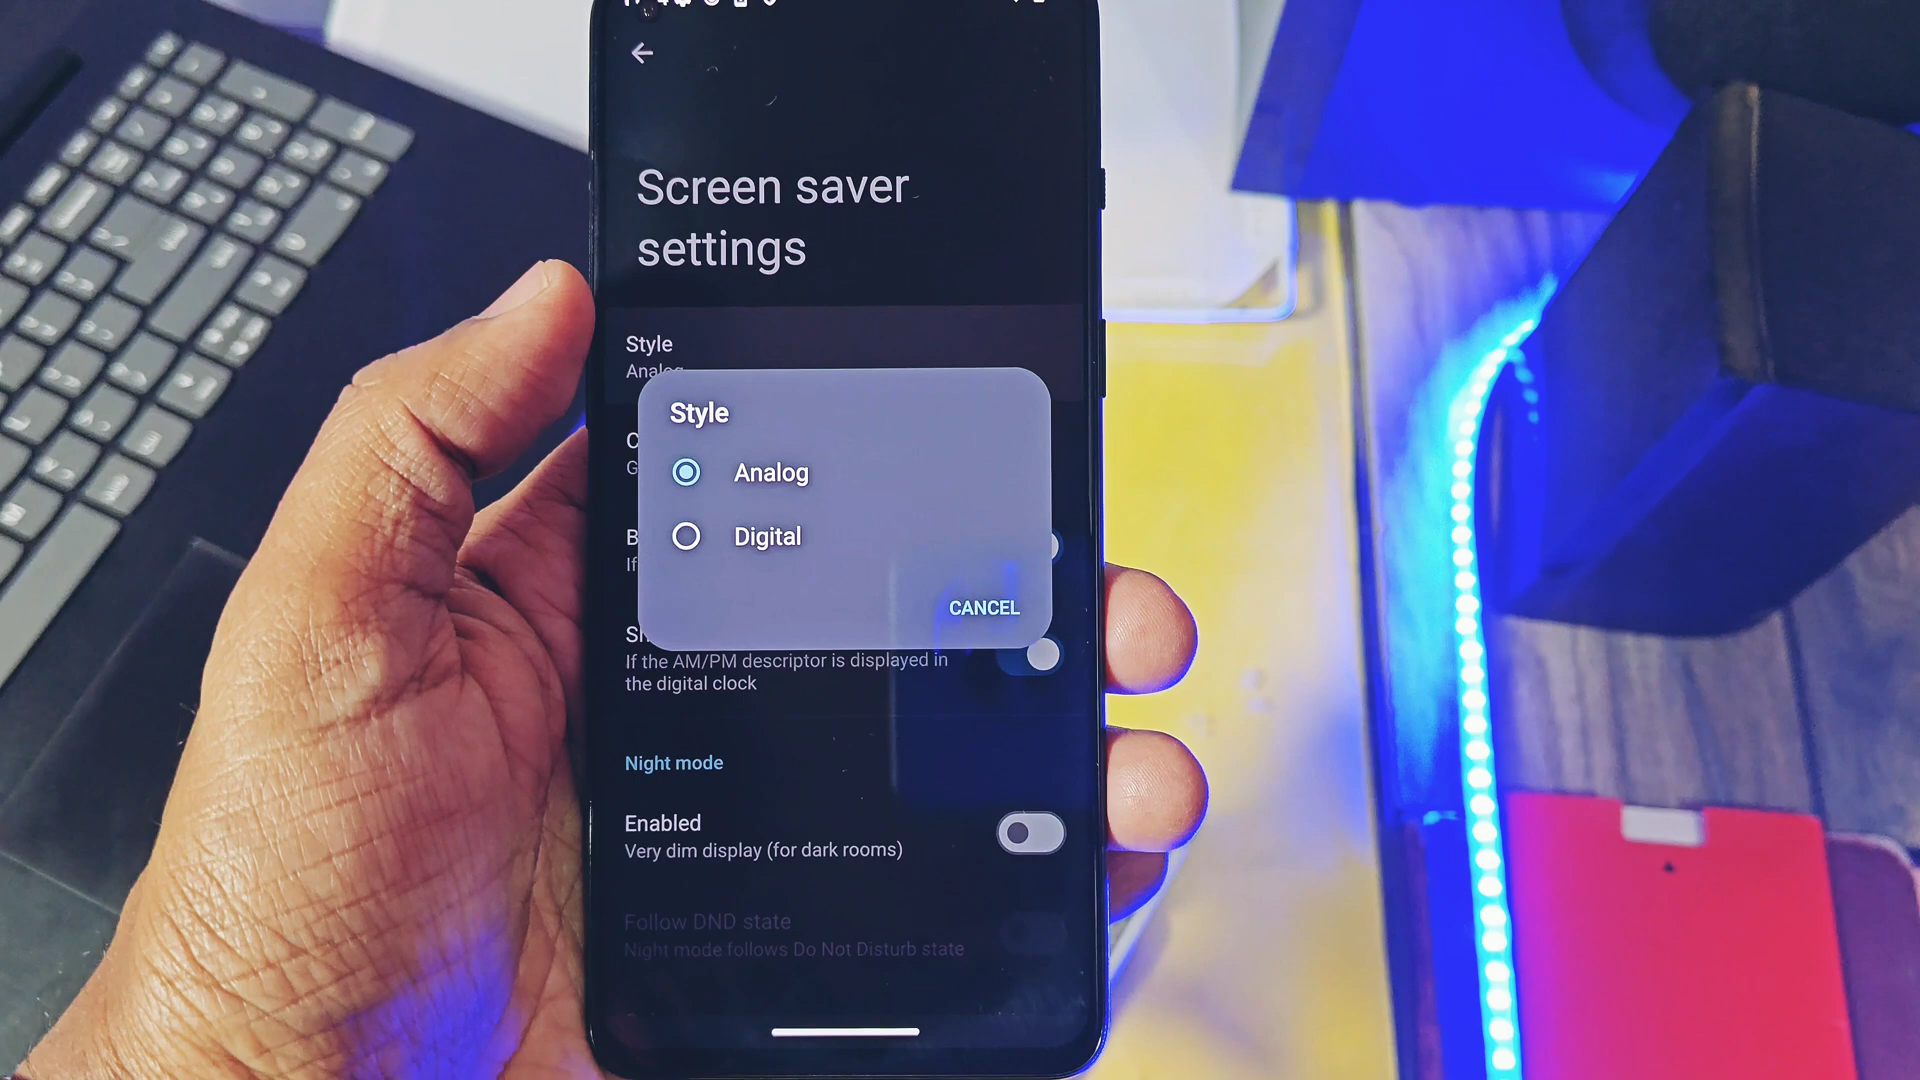 Screen saver
settings
Style
Analog
Style
Analog
Digital
CANCEL
If the AM/PM descriptor is displayed in
the digital clock
Night mode
Enabled
Very dim display (for dark rooms)
Follow DND state
Night mode follows Do Not Disturb state